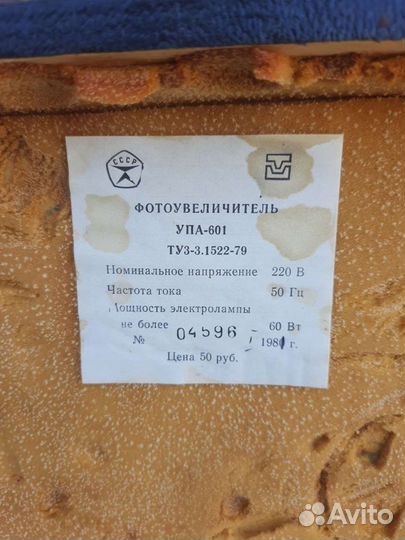 СССР
ФОТОУВЕЛИЧИТЕЛЬ
УПА-601
ТУ3-3.1522-79
Номинальное напряжение 220 В
Частота тока 50 Гц
Мощность электролампы
не более 60 Вт
№ 04596 1981 г.
Цена 50 руб.
Avito